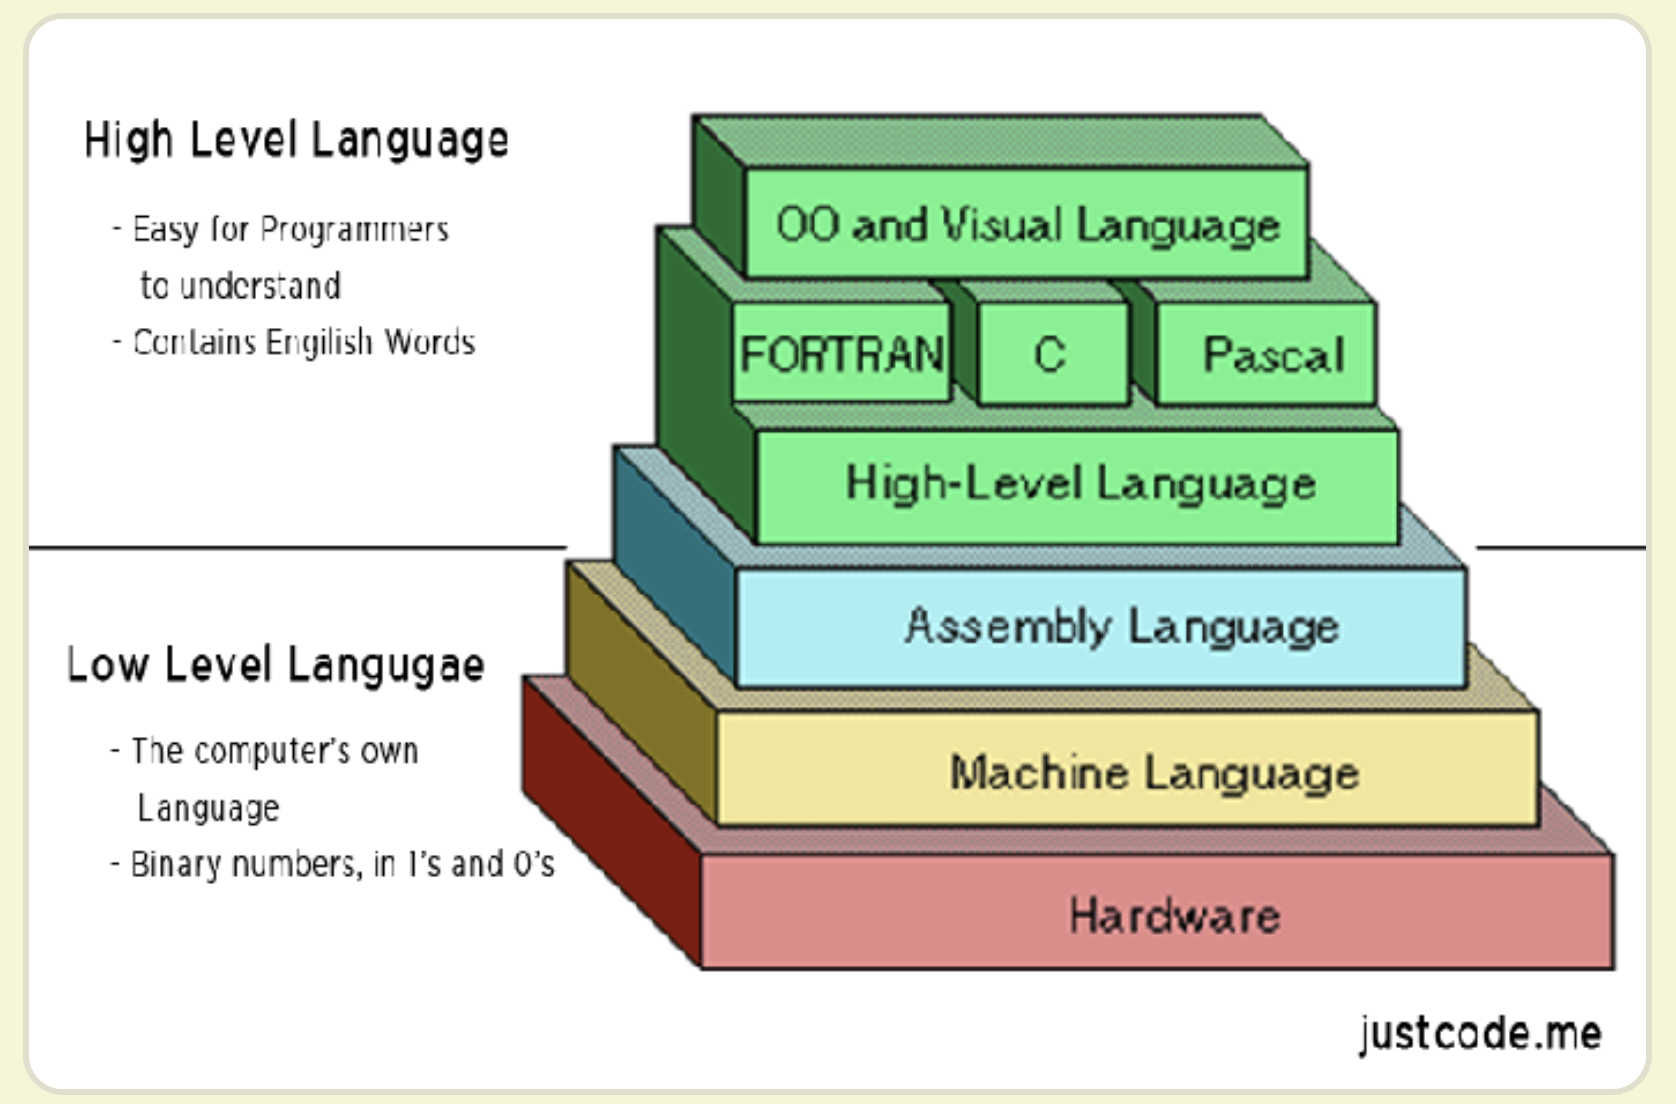 High Level Language
- Easy for Programmers
to understand
- Contains Engilish Words
OO and Visual Language
FORTRAN
C
Pascal
High-Level Language
Assembly Language
Low Level Langugae
- The computer's own
Language
- Binary numbers, in 1's and 0's
Machine Language
Hardware
justcode.me